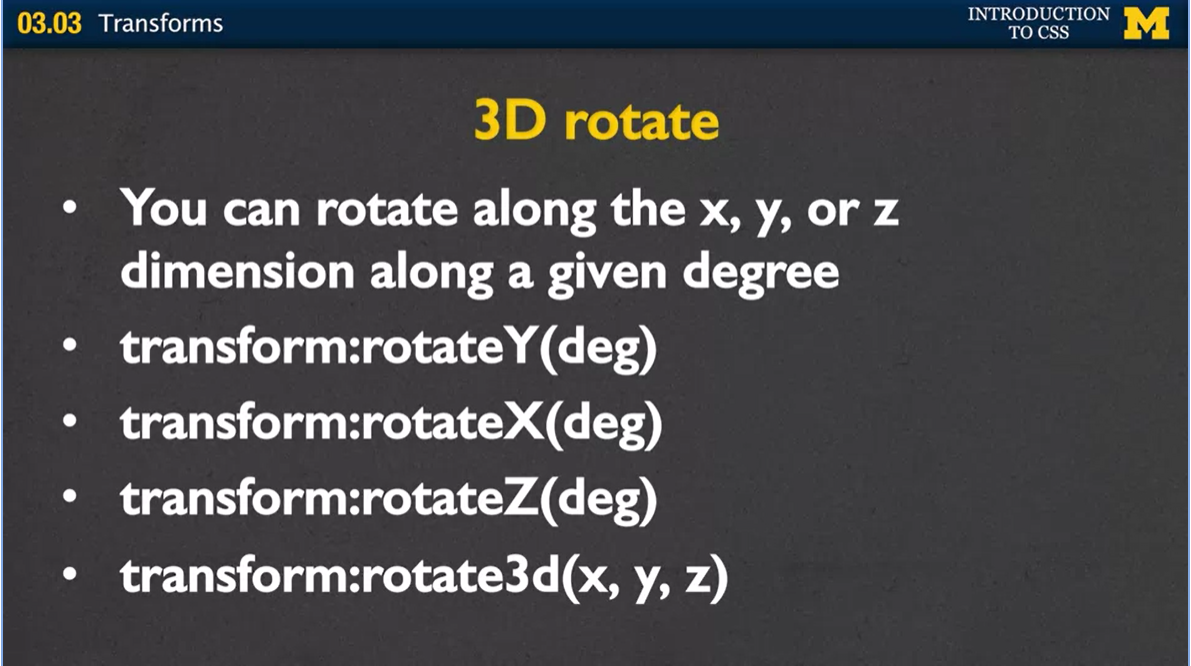 03.03 Transforms
INTRODUCTION
TO CSS
M
3D rotate
• You can rotate along the x, y, or z
dimension along a given degree
• transform:rotateY(deg)
• transform:rotateX(deg)
• transform:rotateZ(deg)
• transform:rotate3d(x, y, z)